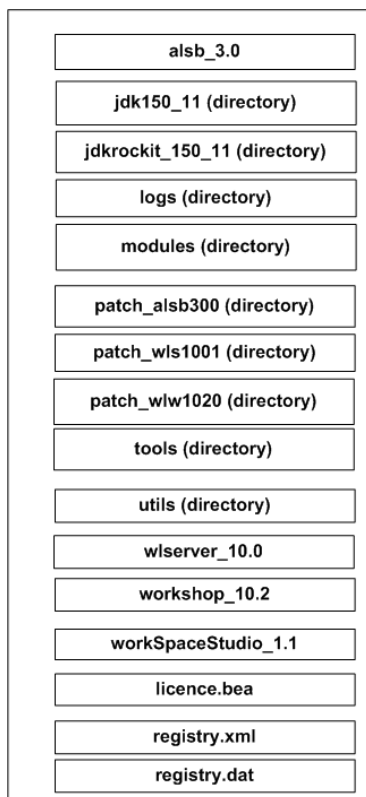 alsb_3.0
jdk150_11 (directory)
jdkrockit_150_11 (directory)
logs (directory)
modules (directory)
patch_alsb300 (directory)
patch_wls1001 (directory)
patch_wlw1020 (directory)
tools (directory)
utils (directory)
wlserver_10.0
workshop_10.2
workSpaceStudio_1.1
licence.bea
registry.xml
registry.dat